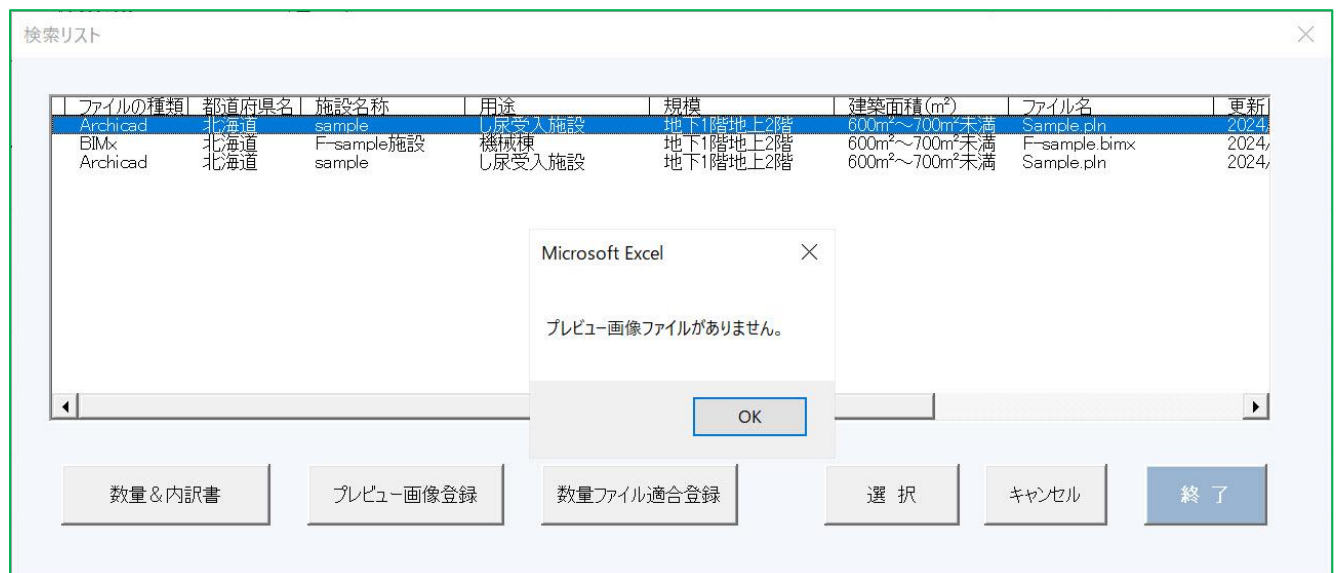 検索リスト
ファイルの種類 都道府県名 施設名称 用途 規模 建築面積(m²) ファイル名 更新
Archicad 北海道 sample し尿受入施設 地下1階地上2階 600m²～700m²未満 Sample.pln 2024/
BIMx 北海道 F-sample施設 機械棟 地下1階地上2階 600m²～700m²未満 F-sample.bimx 2024/
Archicad 北海道 sample し尿受入施設 地下1階地上2階 600m²～700m²未満 Sample.pln 2024/
Microsoft Excel
プレビュー画像ファイルがありません。
OK
数量&内訳書 プレビュー画像登録 数量ファイル適合登録 選 択 キャンセル 終 了